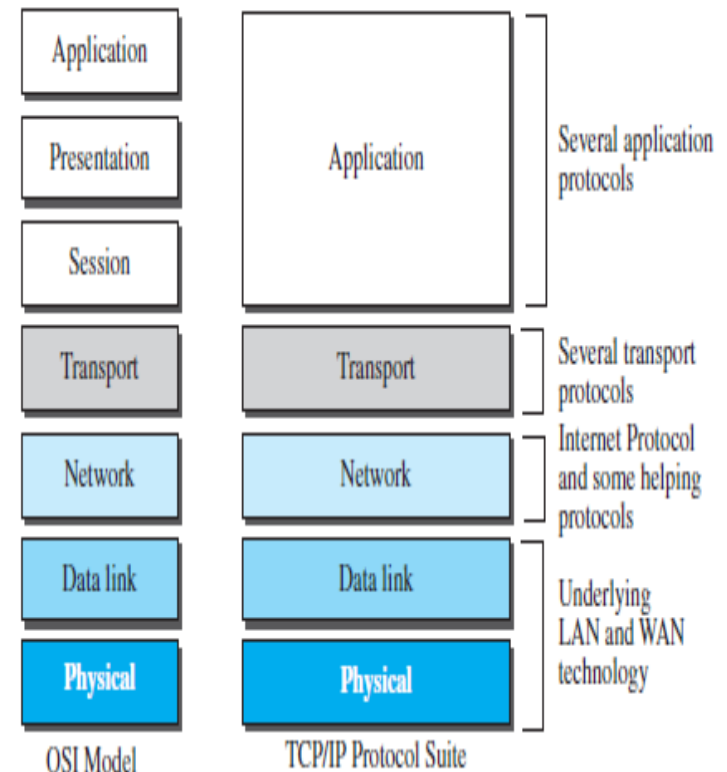 Application
Presentation
Session
Transport
Network
Data link
Physical
OSI Model
Application
Transport
Network
Data link
Physical
TCP/IP Protocol Suite
Several application
protocols
Several transport
protocols
Internet Protocol
and some helping
protocols
Underlying
LAN and WAN
technology